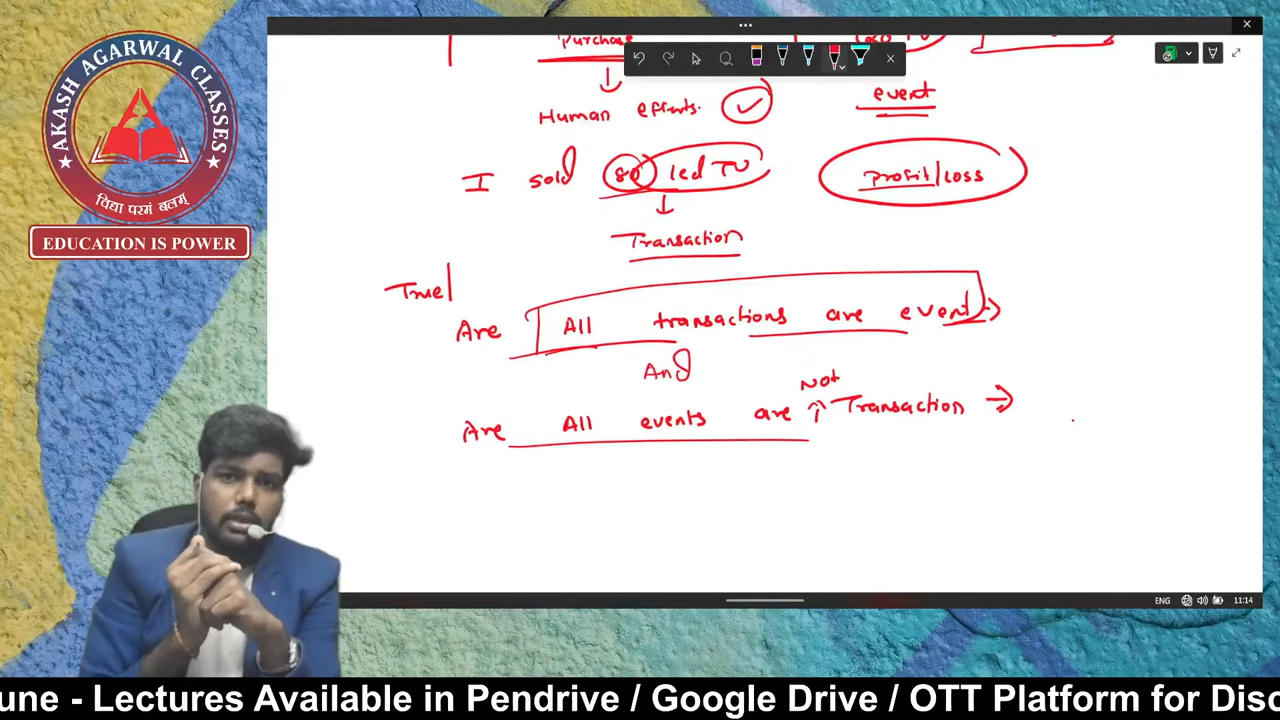 AKASH AGARWAL CLASSES
विद्या परमं बलम्
EDUCATION IS POWER
Purchase
Human efforts.
event
I sold 80 led TV
profit/loss
Transaction
True/
Are All transactions are event
And
Not
Are All events are Transaction
ENG 11:14
une - Lectures Available in Pendrive / Google Drive / OTT Platform for Disc